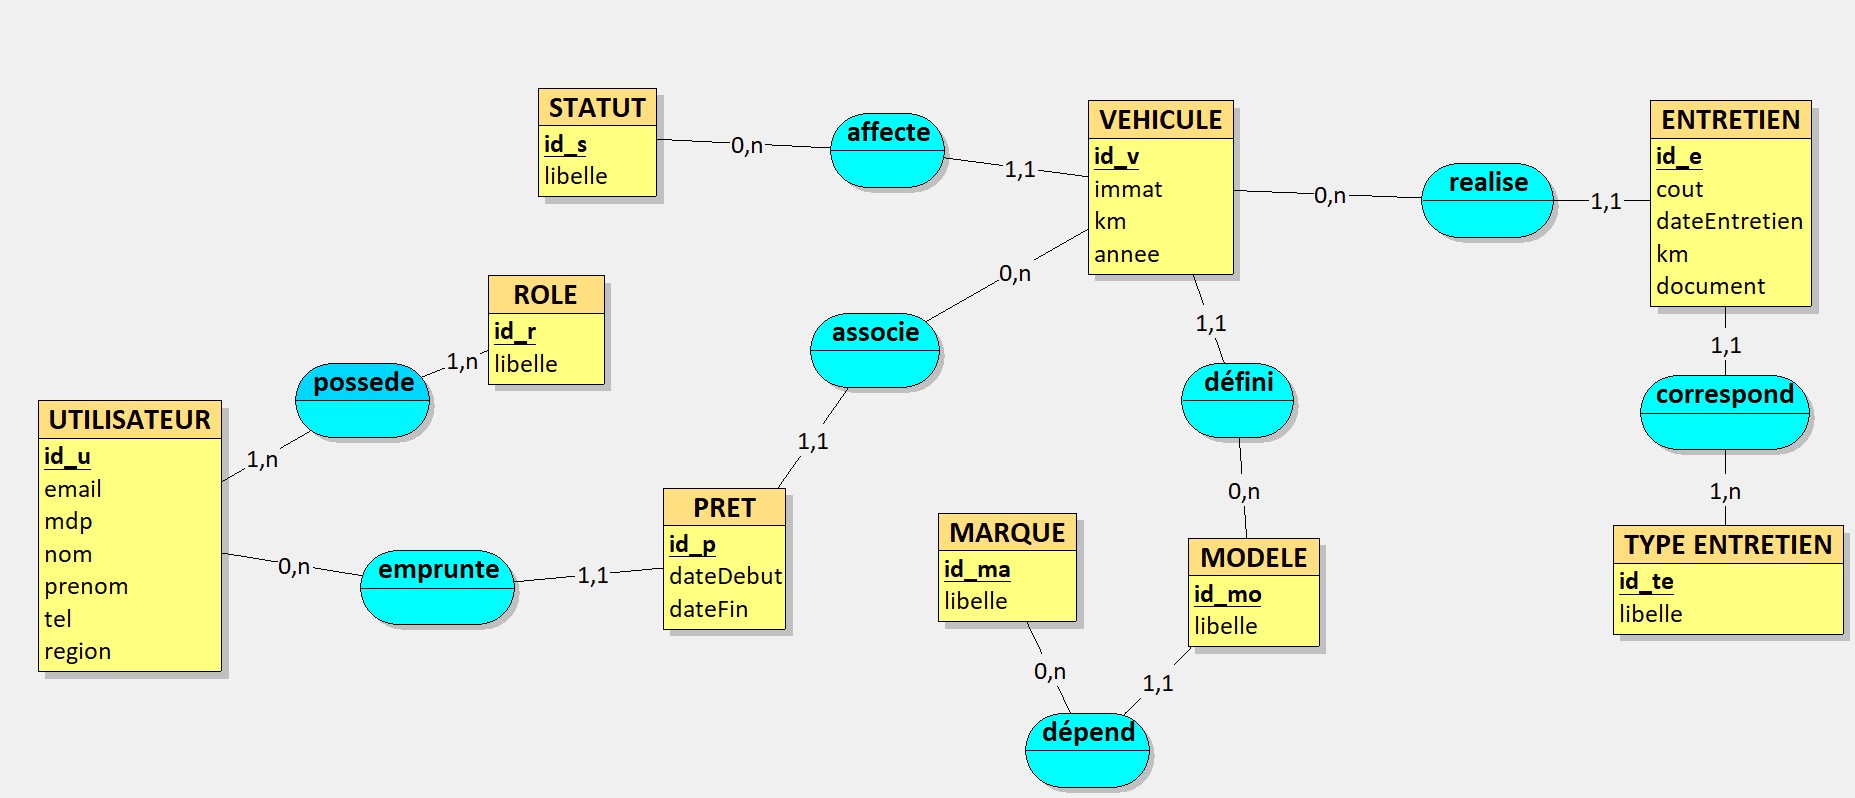 STATUT
id_s
libelle
0,n
affecte
1,1
VEHICULE
id_v
immat
km
annee
0,n
realise
1,1
ENTRETIEN
id_e
cout
dateEntretien
km
document
ROLE
id_r
libelle
1,n
possede
1,n
UTILISATEUR
id_u
email
mdp
nom
prenom
tel
region
0,n
associe
1,1
1,1
défini
0,n
1,1
correspond
1,n
0,n
emprunte
1,1
PRET
id_p
dateDebut
dateFin
MARQUE
id_ma
libelle
MODELE
id_mo
libelle
TYPE ENTRETIEN
id_te
libelle
0,n
1,1
dépend